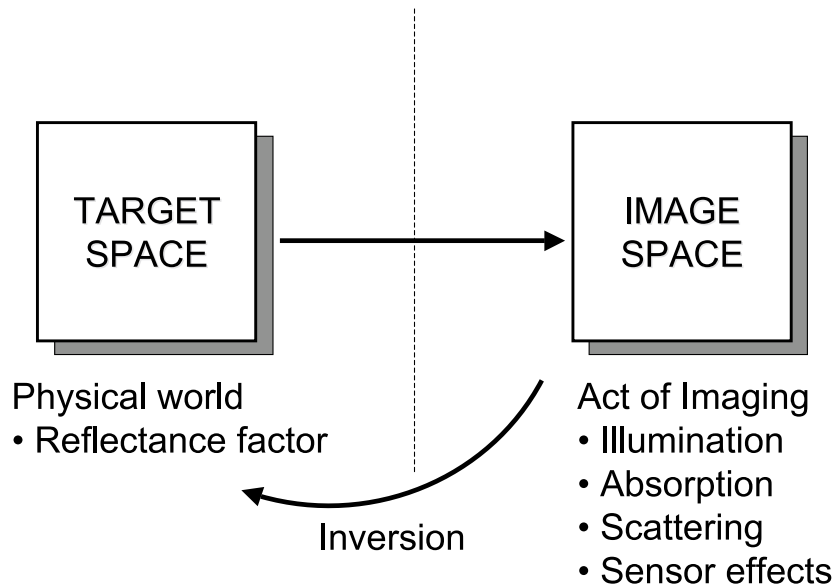 TARGET
SPACE
IMAGE
SPACE
Physical world
• Reflectance factor
Inversion
Act of Imaging
• Illumination
• Absorption
• Scattering
• Sensor effects